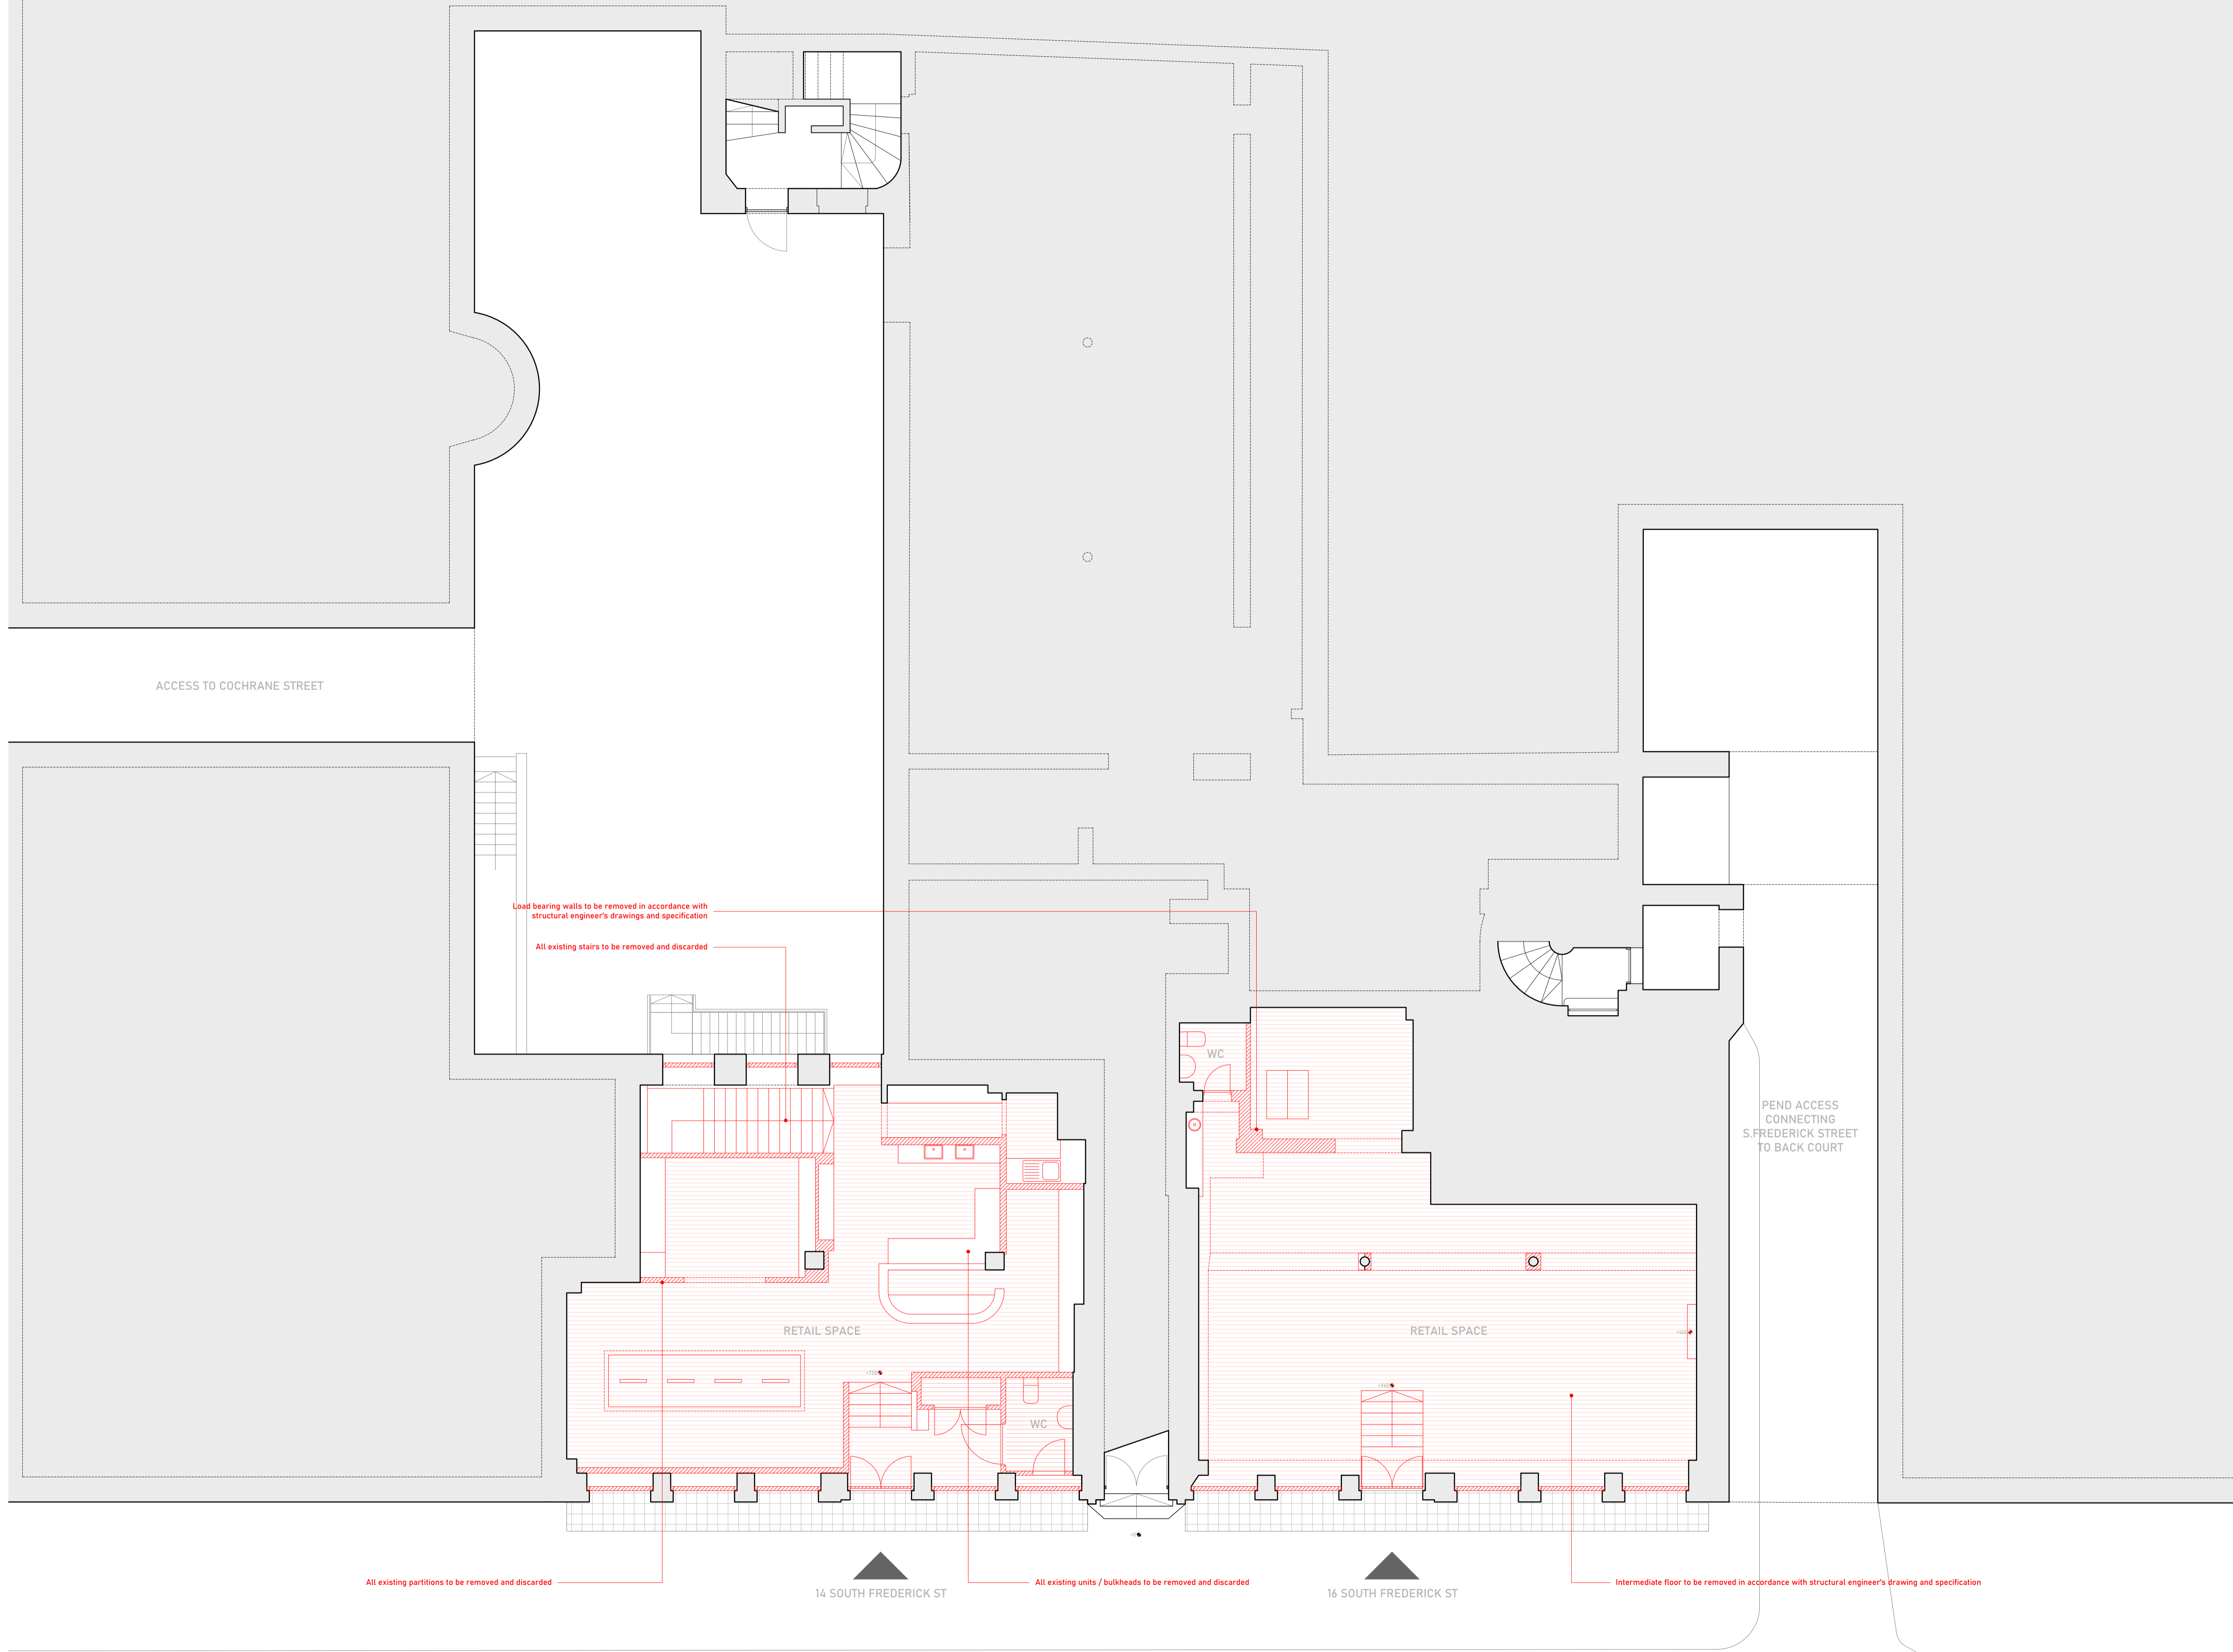 ACCESS TO COCHRANE STREET
Load bearing walls to be removed in accordance with
structural engineer's drawings and specification
All existing stairs to be removed and discarded
WC
PEND ACCESS
CONNECTING
S.FREDERICK STREET
TO BACK COURT
RETAIL SPACE
RETAIL SPACE
WC
+0
All existing partitions to be removed and discarded
All existing units / bulkheads to be removed and discarded
Intermediate floor to be removed in accordance with structural engineer's drawing and specification
14 SOUTH FREDERICK ST
16 SOUTH FREDERICK ST